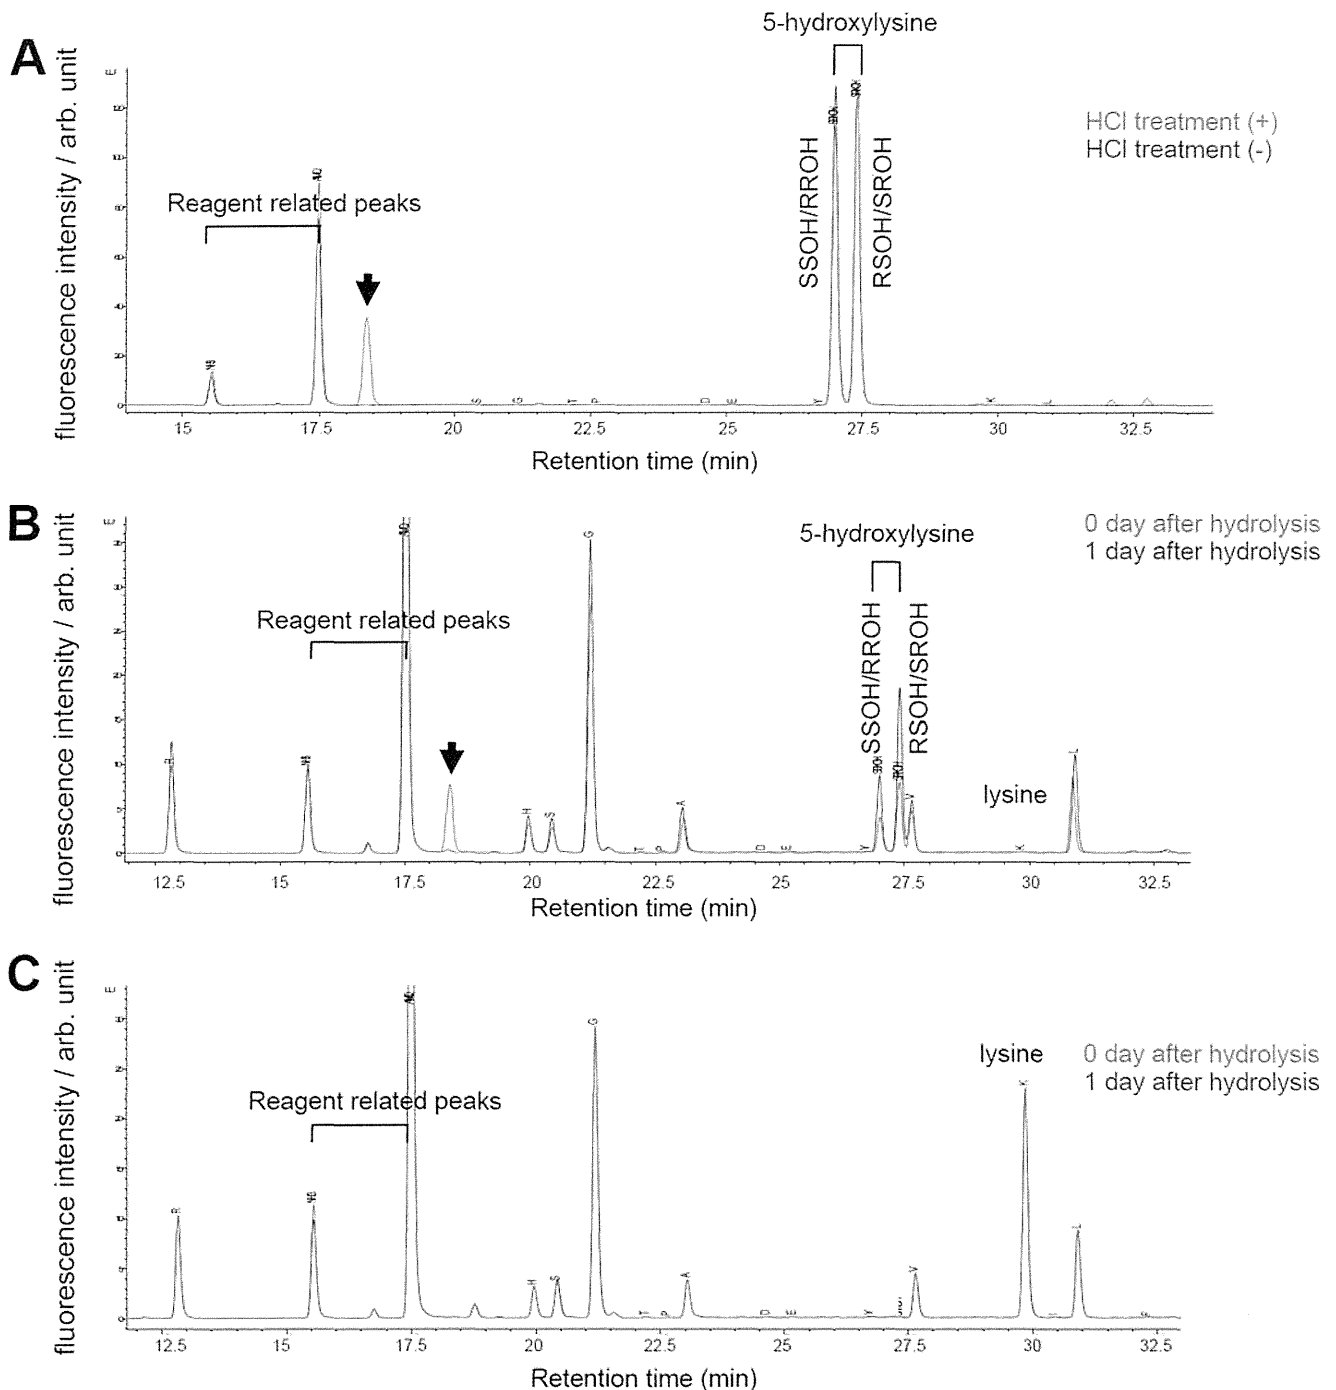 5-hydroxylysine
A
fluorescence intensity / arb. unit
HCl treatment (+)
HCl treatment (-)
SSOH/RROH
RSOH/SROH
Reagent related peaks
S
G
T
P
D
E
Y
K
L
15
17.5
20
22.5
25
27.5
30
32.5
Retention time (min)
B
fluorescence intensity / arb. unit
0 day after hydrolysis
1 day after hydrolysis
5-hydroxylysine
SSOH/RROH
RSOH/SROH
Reagent related peaks
lysine
R
H
S
G
T
P
A
D
E
Y
V
K
L
12.5
15
17.5
20
22.5
25
27.5
30
32.5
Retention time (min)
C
fluorescence intensity / arb. unit
lysine
0 day after hydrolysis
1 day after hydrolysis
Reagent related peaks
R
H
S
G
T
P
A
D
E
Y
V
K
I
L
F
12.5
15
17.5
20
22.5
25
27.5
30
32.5
Retention time (min)